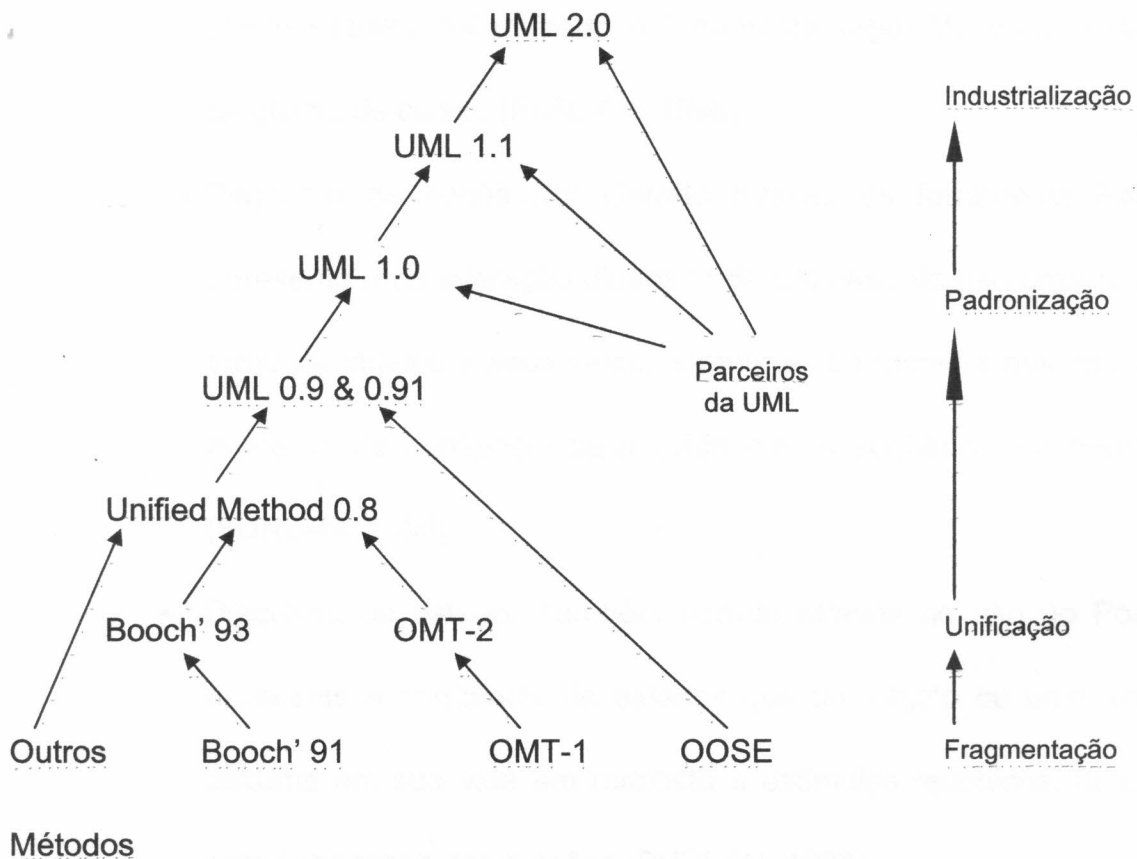 UML 2.0
Industrialização
UML 1.1
UML 1.0
Padronização
Parceiros
da UML
UML 0.9 & 0.91
Unified Method 0.8
Booch' 93
OMT-2
Unificação
Outros
Booch' 91
OMT-1
OOSE
Fragmentação
Métodos